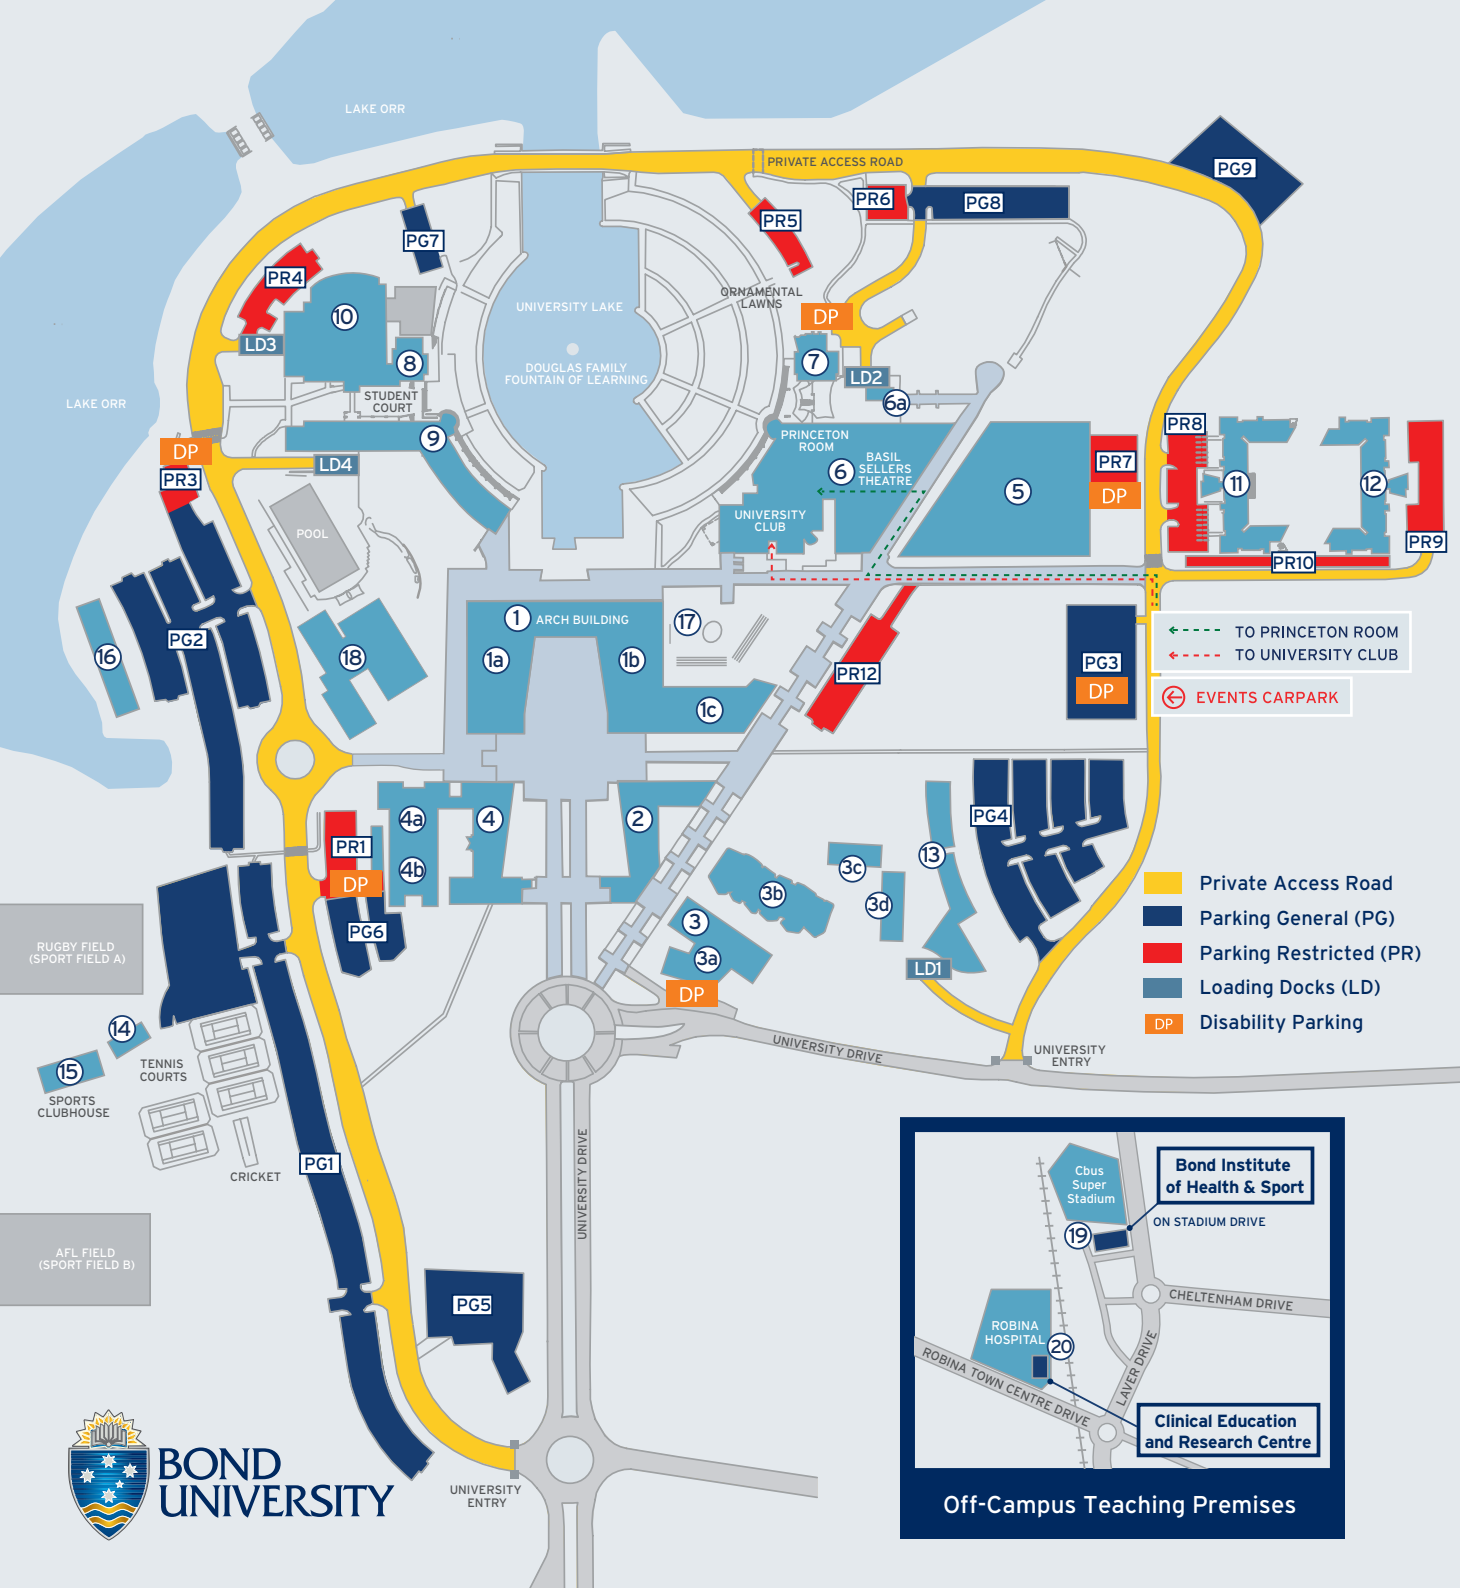 LAKE ORR
PRIVATE ACCESS ROAD
PG9
PR6
PG8
PR5
PG7
PR4
ORNAMENTAL
LAWNS
UNIVERSITY LAKE
DP
10
LD3
8
7
LD2
DOUGLAS FAMILY
FOUNTAIN OF LEARNING
LAKE ORR
STUDENT
COURT
6a
PR8
9
PRINCETON
ROOM
DP
LD4
PR3
6
BASIL
SELLERS
THEATRE
5
PR7
DP
11
12
UNIVERSITY
CLUB
POOL
PR9
PR10
1
ARCH BUILDING
17
TO PRINCETON ROOM
TO UNIVERSITY CLUB
PG2
16
18
1a
1b
PR12
PG3
DP
EVENTS CARPARK
1c
4a
4
2
PG4
PR1
13
3c
4b
DP
3b
3d
Private Access Road
Parking General (PG)
Parking Restricted (PR)
Loading Docks (LD)
DP
Disability Parking
3
PG6
RUGBY FIELD
(SPORT FIELD A)
3a
LD1
DP
14
15
TENNIS
COURTS
SPORTS
CLUBHOUSE
UNIVERSITY DRIVE
UNIVERSITY
ENTRY
PG1
CRICKET
UNIVERSITY DRIVE
AFL FIELD
(SPORT FIELD B)
PG5
Cbus
Super
Stadium
Bond Institute
of Health & Sport
ON STADIUM DRIVE
19
CHELTENHAM DRIVE
ROBINA
HOSPITAL
20
LAVER DRIVE
ROBINA TOWN CENTRE DRIVE
Clinical Education
and Research Centre
Off-Campus Teaching Premises
BOND
UNIVERSITY
UNIVERSITY
ENTRY